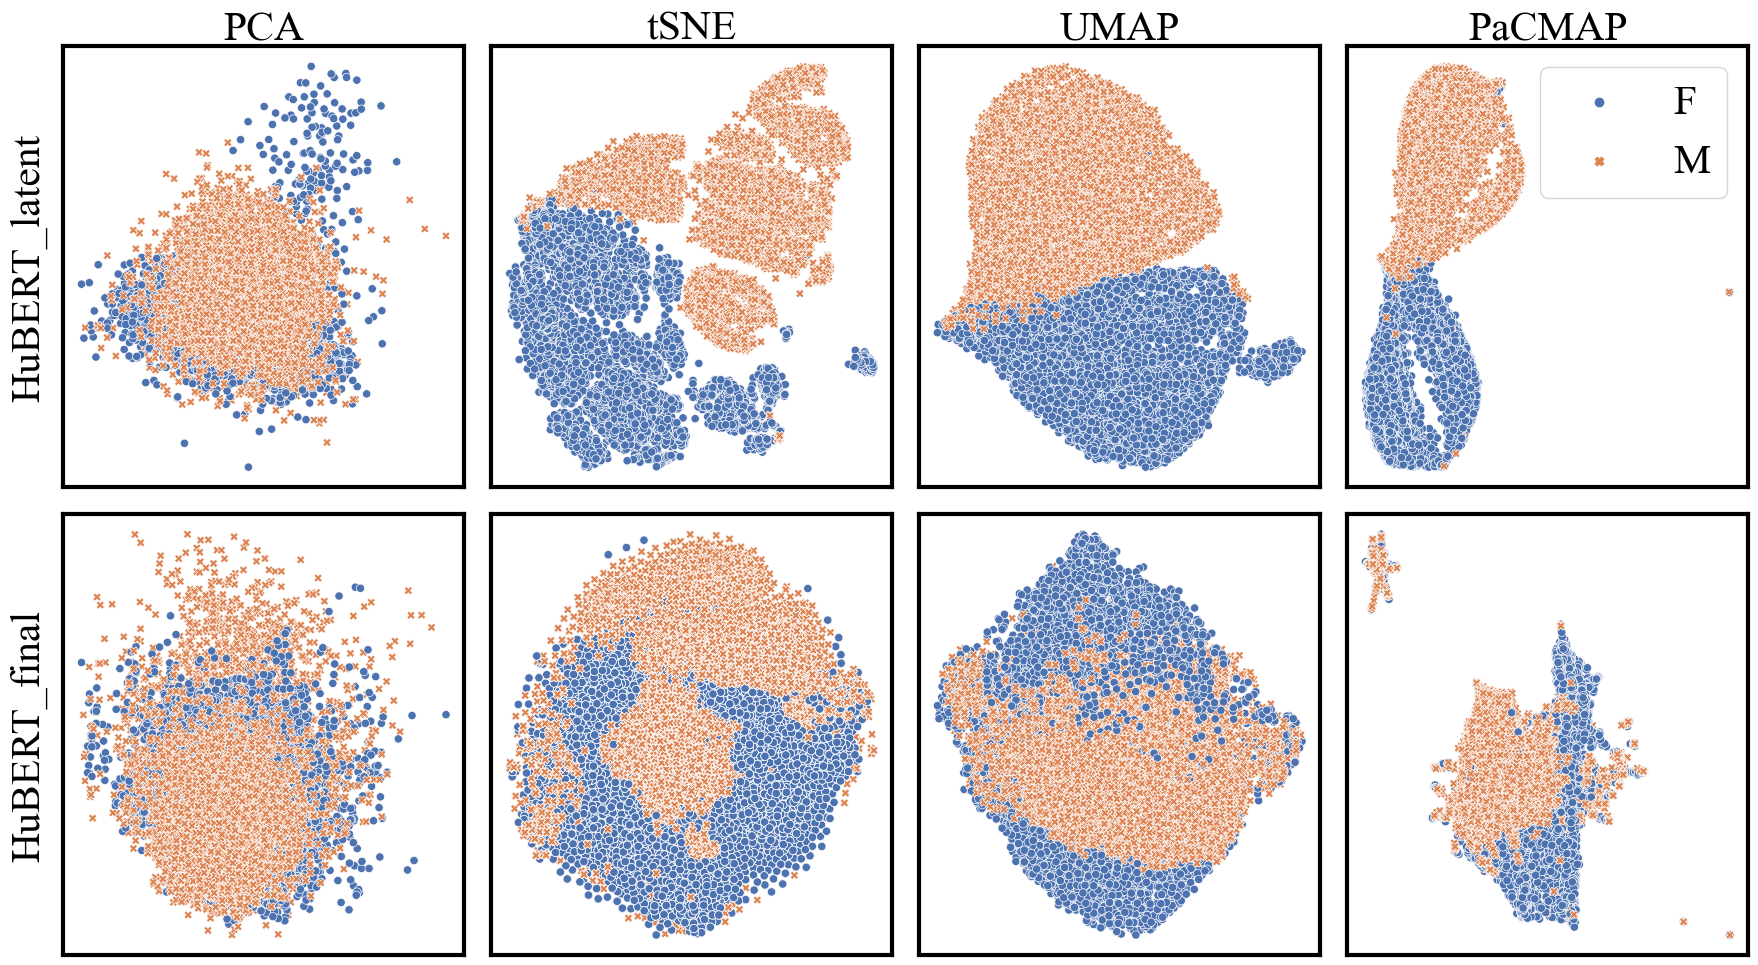 PCA
tSNE
UMAP
PaCMAP
HuBERT_latent
F
M
HuBERT_final